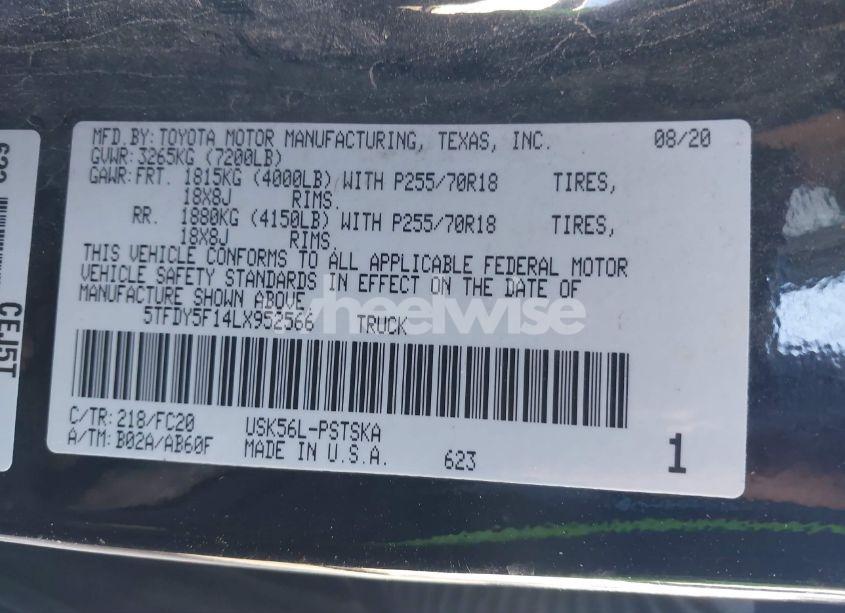 MFD.BY:TOYOTA MOTOR MANUFACTURING, TEXAS, INC. 08/20
GVWR:3265KG (7200LB)
GAWR:FRT. 1815KG (4000LB) WITH P255/70R18 TIRES,
18X8J RIMS.
RR. 1880KG (4150LB) WITH P255/70R18 TIRES,
18X8J RIMS.
THIS VEHICLE CONFORMS TO ALL APPLICABLE FEDERAL MOTOR
VEHICLE SAFETY STANDARDS IN EFFECT ON THE DATE OF
MANUFACTURE SHOWN ABOVE
5TFDY5F14LX952566 TRUCK
wheelwise
C/TR:218/FC20 USK56L-PSTSKA
A/TM:B02A/AB60F MADE IN U.S.A. 623 1
CEJ5T